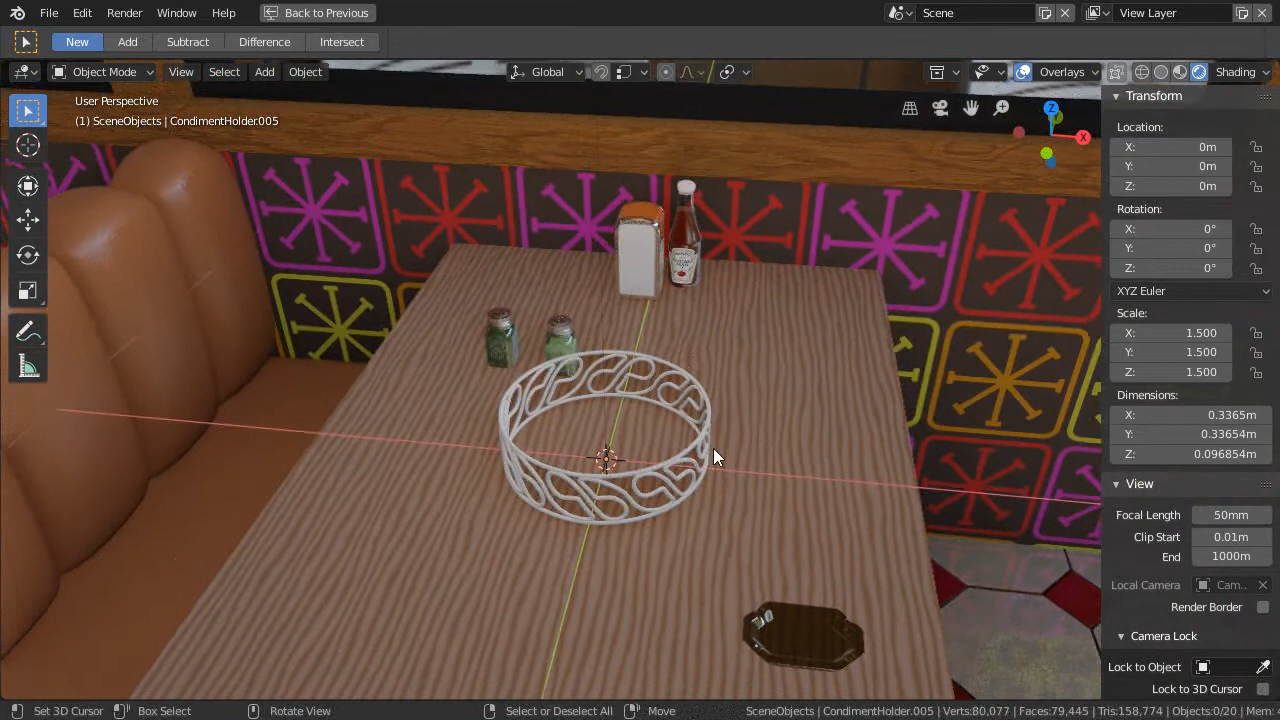 File Edit Render Window Help Back to Previous Scene View Layer
New Add Subtract Difference Intersect
Object Mode View Select Add Object Global Overlays Shading
User Perspective
(1) SceneObjects | CondimentHolder.005
Z
X
Transform
Location:
X: 0m
Y: 0m
Z: 0m
Rotation:
X: 0°
Y: 0°
Z: 0°
XYZ Euler
Scale:
X: 1.500
Y: 1.500
Z: 1.500
Dimensions:
X: 0.3365m
Y: 0.33654m
Z: 0.096854m
View
Focal Length 50mm
Clip Start 0.01m
End 1000m
Local Camera Cam..
Render Border
Camera Lock
Lock to Object
Lock to 3D Cursor
Set 3D Cursor Box Select Rotate View Select or Deselect All Move SceneObjects | CondimentHolder.005 | Verts:80,077 | Faces:79,445 | Tris:158,774 | Objects:0/20 | Mem: